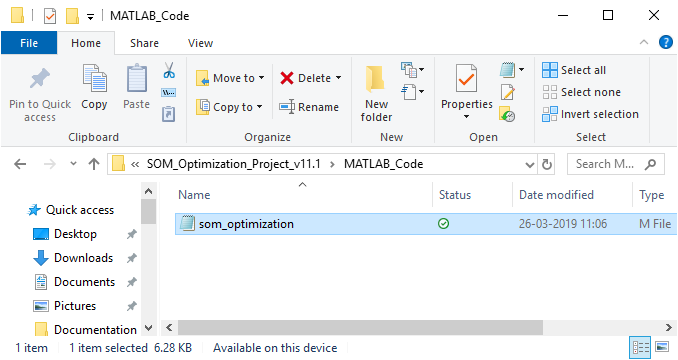 MATLAB_Code
File Home Share View
Pin to Quick access Copy Paste Move to Copy to Delete Rename New folder Properties Select all Select none Invert selection
Clipboard Organize New Open Select
SOM_Optimization_Project_v11.1 MATLAB_Code Search M...
Name Status Date modified Type
Quick access som_optimization 26-03-2019 11:06 M File
Desktop
Downloads
Documents
Pictures
Documentation
1 item 1 item selected 6.28 KB Available on this device